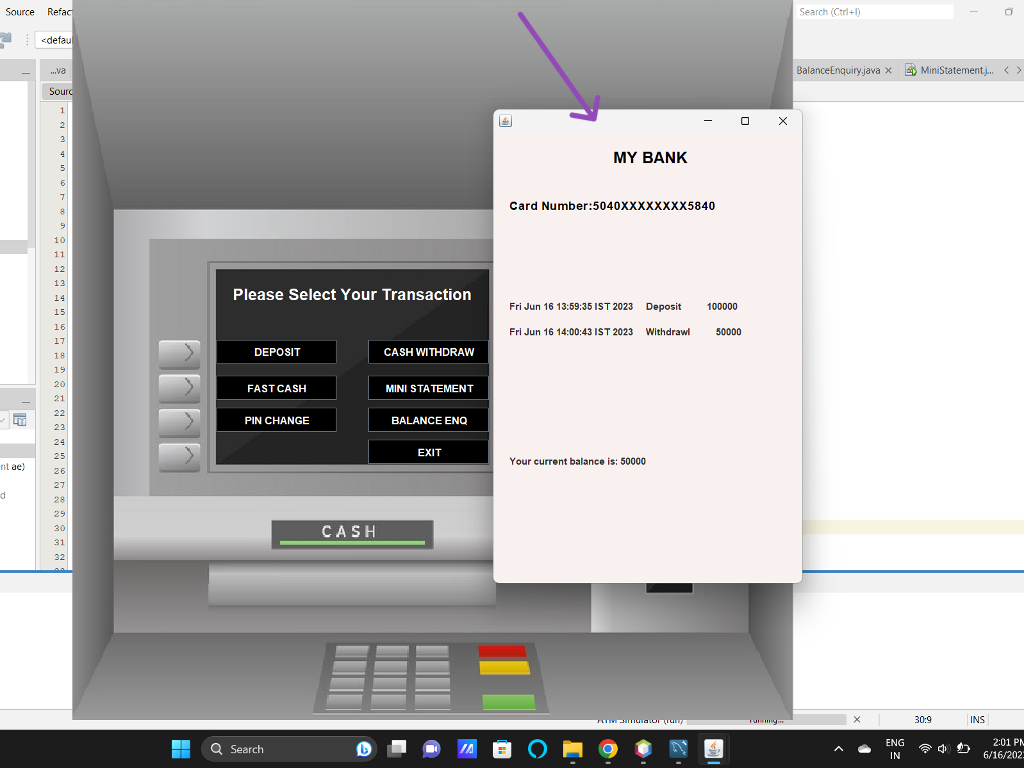 Source Refac
Search (Ctrl+I)
<defau
...va
BalanceEnquiry.java
MiniStatement.j...
Sourc
1
2
3
4
5
6
7
8
9
10
11
12
13
14
15
16
17
18
19
20
21
22
23
24
25
26
27
28
29
30
31
32
nt ae)
d
Please Select Your Transaction
DEPOSIT CASH WITHDRAW
FAST CASH MINI STATEMENT
PIN CHANGE BALANCE ENQ
EXIT
CASH
MY BANK
Card Number:5040XXXXXXXX5840
Fri Jun 16 13:59:35 IST 2023 Deposit 100000
Fri Jun 16 14:00:43 IST 2023 Withdrawl 50000
Your current balance is: 50000
ATM Simulator (run) running... 30:9 INS
Search
ENG
IN
2:01 PM
6/16/202